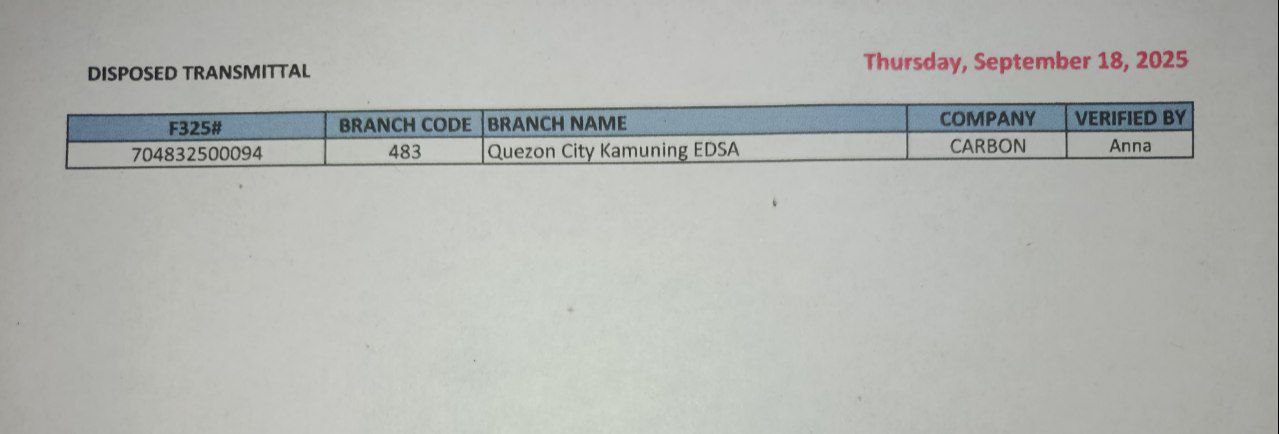 DISPOSED TRANSMITTAL
Thursday, September 18, 2025
F325# BRANCH CODE BRANCH NAME COMPANY VERIFIED BY
704832500094 483 Quezon City Kamuning EDSA CARBON Anna